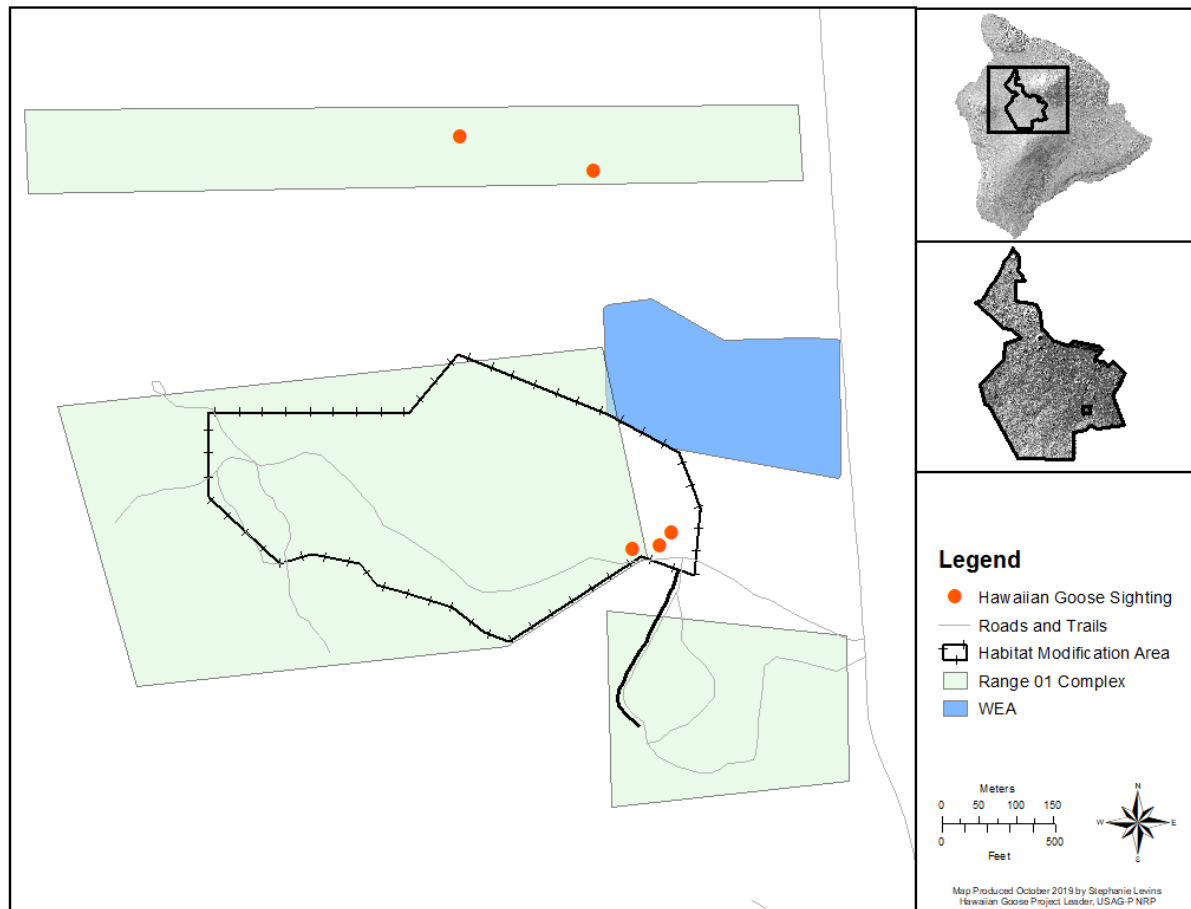 Legend
Hawaiian Goose Sighting
Roads and Trails
Habitat Modification Area
Range 01 Complex
WEA
Meters
0 50 100 150
0 500
Feet
N
W E
S
Map Produced October 2019 by Stephanie Levins
Hawaiian Goose Project Leader, USAG-P NRP